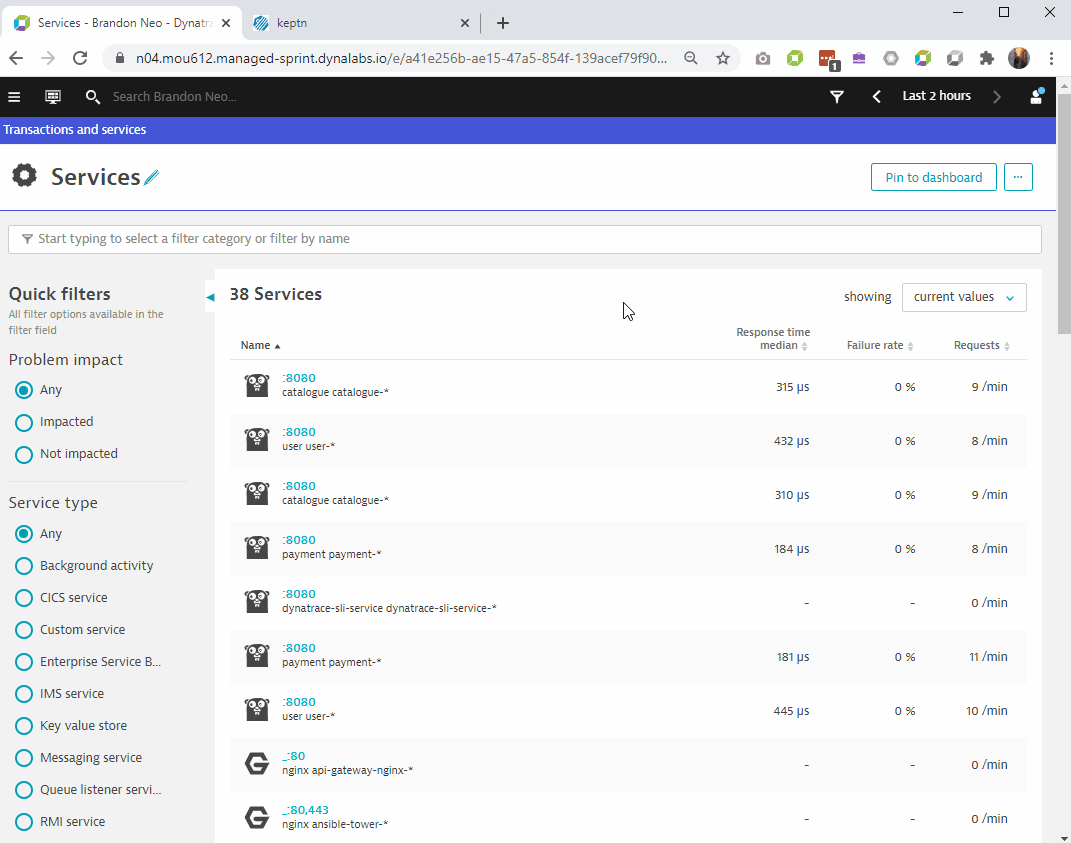 Services - Brandon Neo - Dynatra
keptn
n04.mou612.managed-sprint.dynalabs.io/e/a41e256b-ae15-47a5-854f-139acef79f90...
1
Search Brandon Neo...
Last 2 hours
Transactions and services
Services
Pin to dashboard
...
Start typing to select a filter category or filter by name
Quick filters
All filter options available in the
filter field
Problem impact
Any
Impacted
Not impacted
Service type
Any
Background activity
CICS service
Custom service
Enterprise Service B...
IMS service
Key value store
Messaging service
Queue listener servi...
RMI service
38 Services
showing
current values
Name
Response time
median
Failure rate
Requests
:8080
catalogue catalogue-*
315 µs
0 %
9 /min
:8080
user user-*
432 µs
0 %
8 /min
:8080
catalogue catalogue-*
310 µs
0 %
9 /min
:8080
payment payment-*
184 µs
0 %
8 /min
:8080
dynatrace-sli-service dynatrace-sli-service-*
-
-
0 /min
:8080
payment payment-*
181 µs
0 %
11 /min
:8080
user user-*
445 µs
0 %
10 /min
_:80
nginx api-gateway-nginx-*
-
-
0 /min
_:80,443
nginx ansible-tower-*
-
-
0 /min